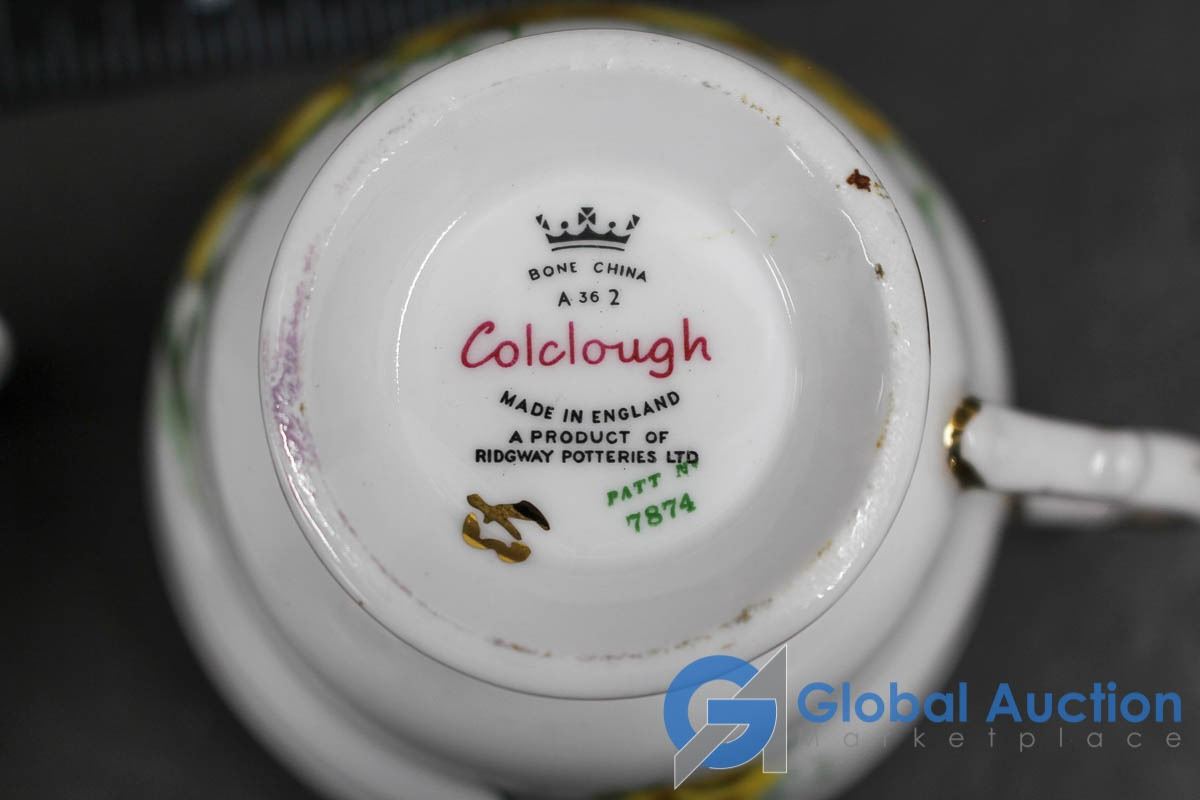 BONE CHINA
A 36 2
Colclough
MADE IN ENGLAND
A PRODUCT OF
RIDGWAY POTTERIES LTD
PATT Nº
7874
GA Global Auction
Marketplace